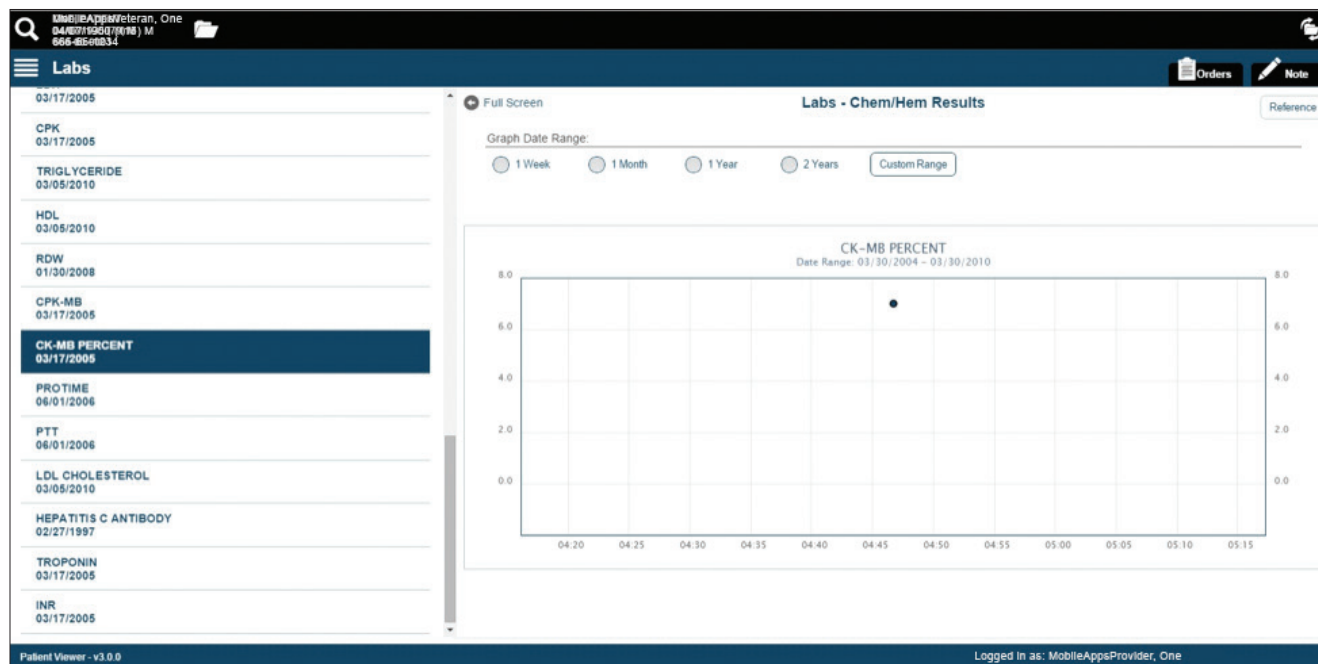 MobileAppsVeteran, One
M
Labs
Orders
Note
03/17/2005
CPK
03/17/2005
TRIGLYCERIDE
03/05/2010
HDL
03/05/2010
RDW
01/30/2008
CPK-MB
03/17/2005
CK-MB PERCENT
03/17/2005
PROTIME
06/01/2006
PTT
06/01/2006
LDL CHOLESTEROL
03/05/2010
HEPATITIS C ANTIBODY
02/27/1997
TROPONIN
03/17/2005
INR
03/17/2005
Full Screen
Labs - Chem/Hem Results
Reference
Graph Date Range:
1 Week 1 Month 1 Year 2 Years Custom Range
CK-MB PERCENT
Date Range: 03/30/2004 - 03/30/2010
8.0 8.0
6.0 6.0
4.0 4.0
2.0 2.0
0.0 0.0
04:20 04:25 04:30 04:35 04:40 04:45 04:50 04:55 05:00 05:05 05:10 05:15
Patient Viewer - v3.0.0
Logged in as: MobileAppsProvider, One